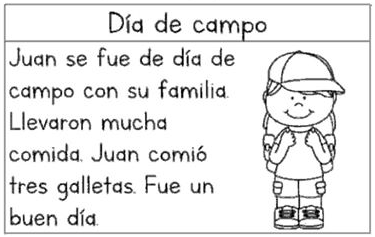 Día de campo
Juan se fue de día de
campo con su familia.
Llevaron mucha
comida. Juan comió
tres galletas. Fue un
buen día.